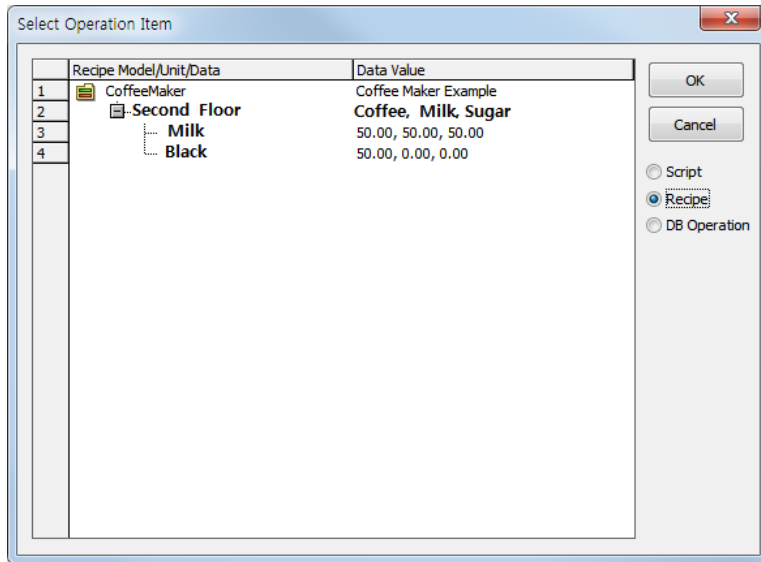 Select Operation Item
Recipe Model/Unit/Data Data Value
1 CoffeeMaker Coffee Maker Example
2 Second Floor Coffee, Milk, Sugar
3 Milk 50.00, 50.00, 50.00
4 Black 50.00, 0.00, 0.00
OK
Cancel
Script
Recipe
DB Operation